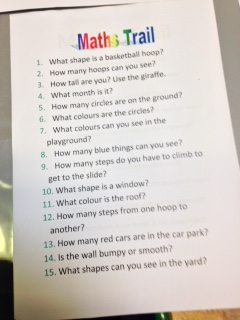 Maths Trail
1. What shape is a basketball hoop?
2. How many hoops can you see?
3. How tall are you? Use the giraffe.
4. What month is it?
5. How many circles are on the ground?
6. What colours are the circles?
7. What colours can you see in the
playground?
8. How many blue things can you see?
9. How many steps do you have to climb to
get to the slide?
10. What shape is a window?
11. What colour is the roof?
12. How many steps from one hoop to
another?
13. How many red cars are in the car park?
14. Is the wall bumpy or smooth?
15. What shapes can you see in the yard?